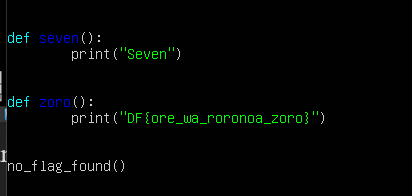 def seven():
print("Seven")
def zoro():
print("DF{ore_wa_roronoa_zoro}")
no_flag_found()